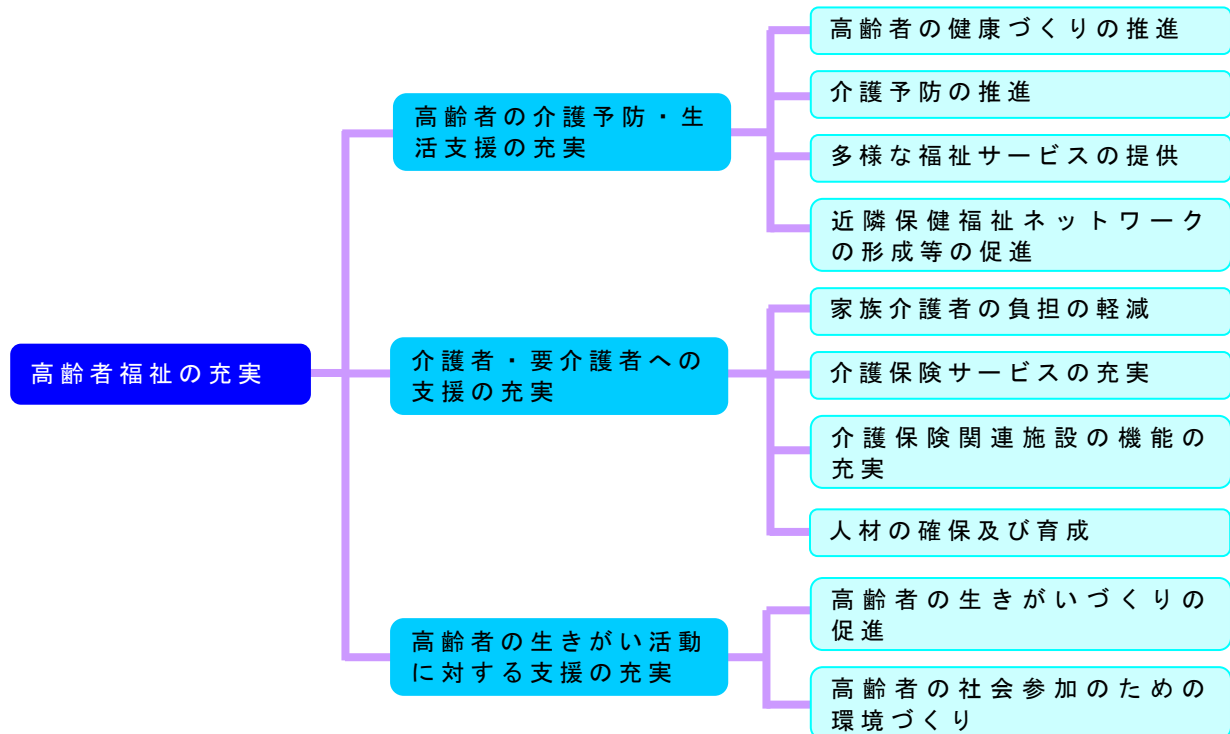 高齢者福祉の充実
高齢者の介護予防・生
活支援の充実
高齢者の健康づくりの推進
介護予防の推進
多様な福祉サービスの提供
近隣保健福祉ネットワーク
の形成等の促進
介護者・要介護者への
支援の充実
家族介護者の負担の軽減
介護保険サービスの充実
介護保険関連施設の機能の
充実
人材の確保及び育成
高齢者の生きがい活動
に対する支援の充実
高齢者の生きがいづくりの
促進
高齢者の社会参加のための
環境づくり